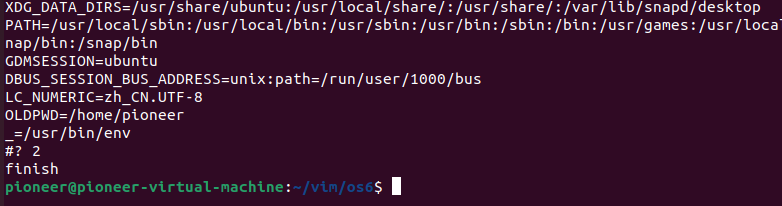 XDG_DATA_DIRS=/usr/share/ubuntu:/usr/local/share/:/usr/share/:/var/lib/snapd/desktop
PATH=/usr/local/sbin:/usr/local/bin:/usr/sbin:/usr/bin:/sbin:/bin:/usr/games:/usr/local
nap/bin:/snap/bin
GDMSESSION=ubuntu
DBUS_SESSION_BUS_ADDRESS=unix:path=/run/user/1000/bus
LC_NUMERIC=zh_CN.UTF-8
OLDPWD=/home/pioneer
_=/usr/bin/env
#? 2
finish
pioneer@pioneer-virtual-machine:~/vim/os6$